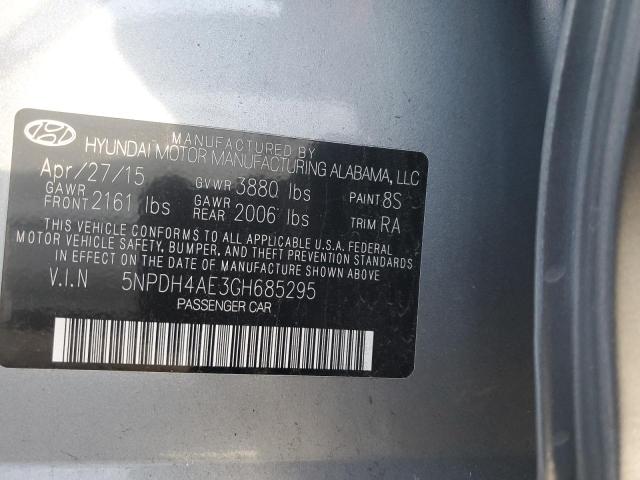 MANUFACTURED BY
HYUNDAI MOTOR MANUFACTURING ALABAMA, LLC
Apr/27/15 GVWR 3880 lbs PAINT 8S
GAWR FRONT 2161 lbs GAWR REAR 2006 lbs TRIM RA
THIS VEHICLE CONFORMS TO ALL APPLICABLE U.S.A. FEDERAL
MOTOR VEHICLE SAFETY, BUMPER, AND THEFT PREVENTION STANDARDS
IN EFFECT ON THE DATE OF MANUFACTURE SHOWN ABOVE.
V.I.N 5NPDH4AE3GH685295
PASSENGER CAR